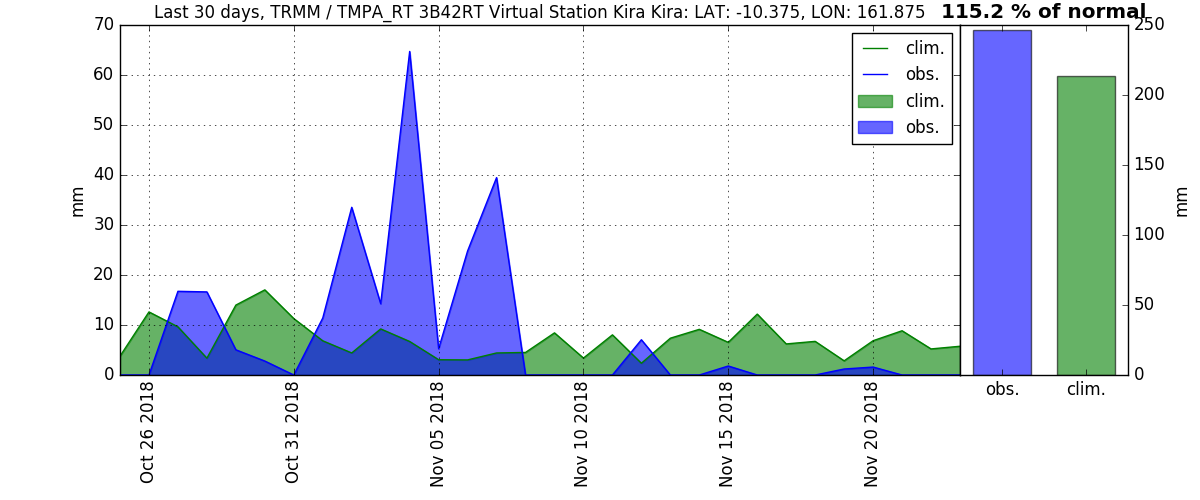 Last 30 days, TRMM / TMPA_RT 3B42RT Virtual Station Kira Kira: LAT: -10.375, LON: 161.875 115.2 % of normal
70
60
50
40
30
20
10
0
mm
clim.
obs.
clim.
obs.
Oct 26 2018
Oct 31 2018
Nov 05 2018
Nov 10 2018
Nov 15 2018
Nov 20 2018
250
200
150
100
50
0
mm
obs. clim.